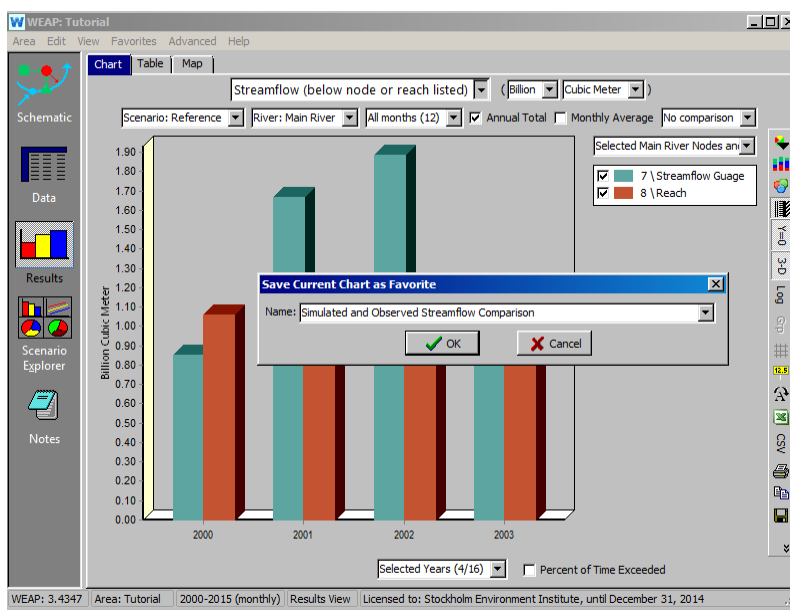 WEAP: Tutorial
Area Edit View Favorites Advanced Help
Chart Table Map
Streamflow (below node or reach listed) ( Billion Cubic Meter )
Scenario: Reference River: Main River All months (12) Annual Total Monthly Average No comparison
Selected Main River Nodes an
7 \ Streamflow Guage
8 \ Reach
Schematic
Data
Results
Scenario
Explorer
Notes
Billion Cubic Meter
1.90
1.80
1.70
1.60
1.50
1.40
1.30
1.20
1.10
1.00
0.90
0.80
0.70
0.60
0.50
0.40
0.30
0.20
0.10
0.00
2000 2001 2002 2003
Save Current Chart as Favorite
Name: Simulated and Observed Streamflow Comparison
OK Cancel
Y=0
3-D
Log
12.5
CSV
Selected Years (4/16) Percent of Time Exceeded
WEAP: 3.4347 Area: Tutorial 2000-2015 (monthly) Results View Licensed to: Stockholm Environment Institute, until December 31, 2014